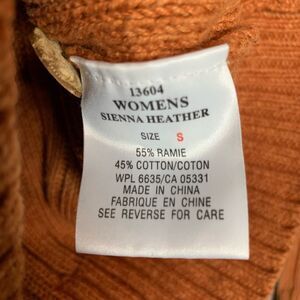 13604
WOMENS
SIENNA HEATHER
SIZE S
55% RAMIE
45% COTTON/COTON
WPL 6635/CA 05331
MADE IN CHINA
FABRIQUE EN CHINE
SEE REVERSE FOR CARE